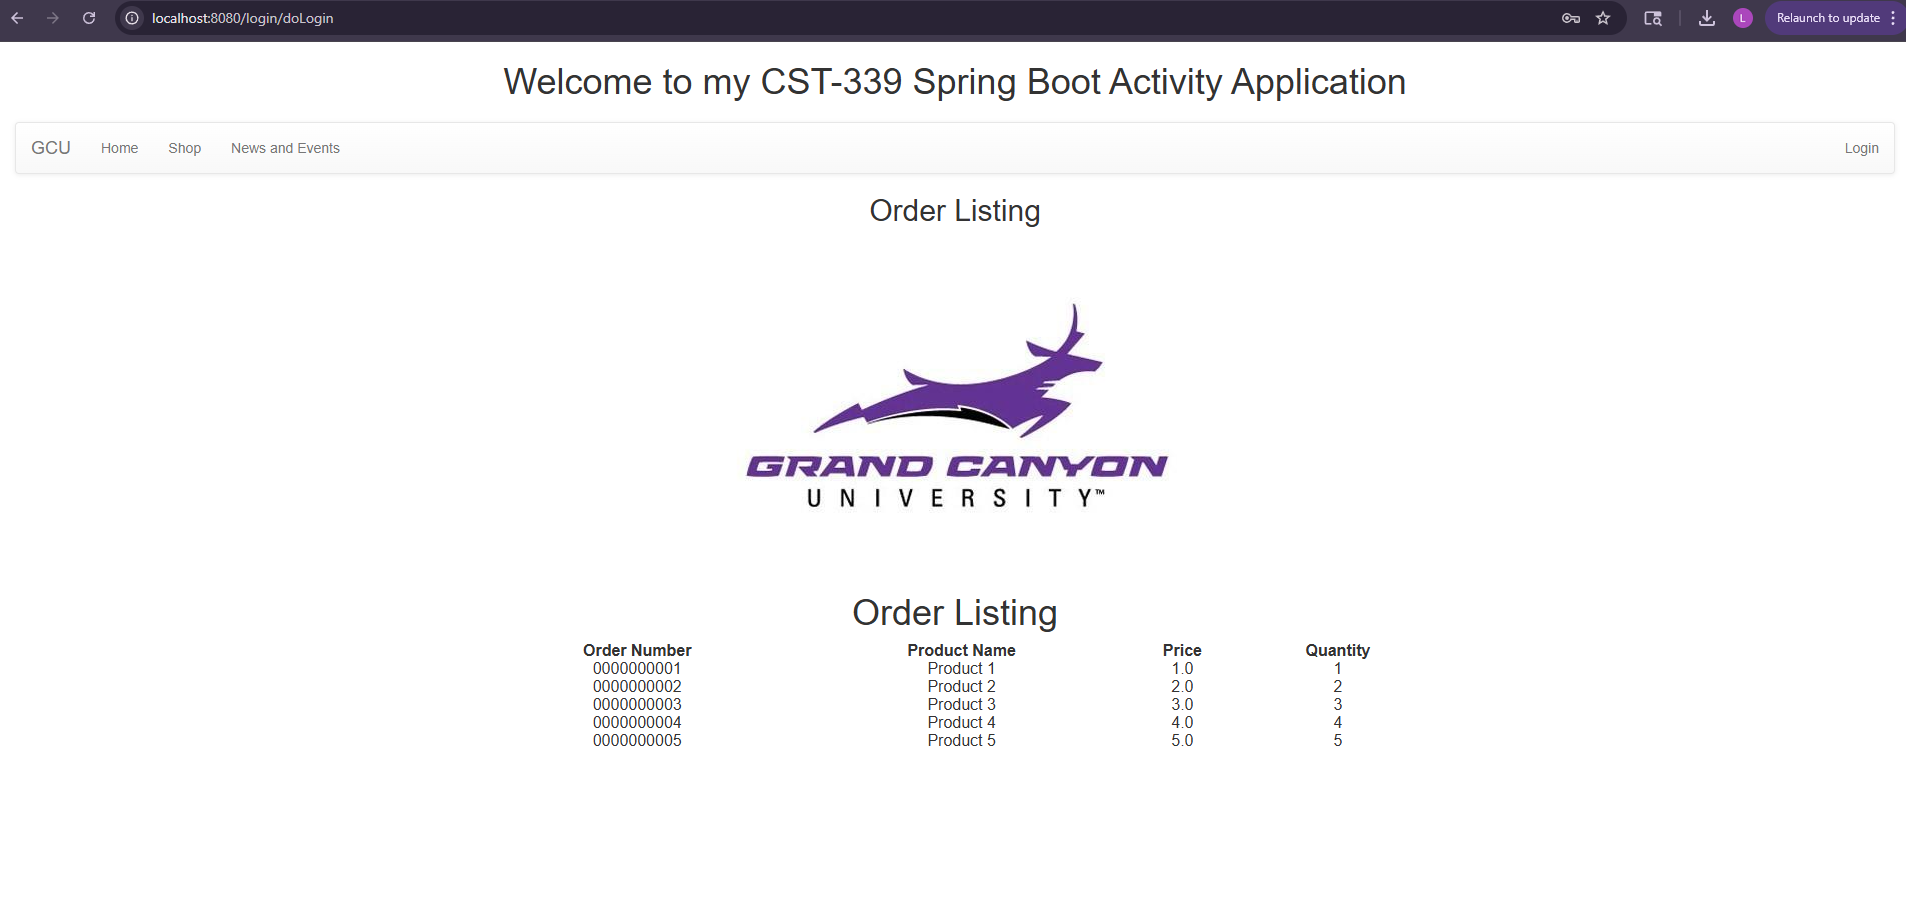 localhost:8080/login/doLogin
L
Relaunch to update
Welcome to my CST-339 Spring Boot Activity Application
GCU Home Shop News and Events Login
Order Listing
GRAND CANYON
UNIVERSITY™
Order Listing
Order Number Product Name Price Quantity
0000000001 Product 1 1.0 1
0000000002 Product 2 2.0 2
0000000003 Product 3 3.0 3
0000000004 Product 4 4.0 4
0000000005 Product 5 5.0 5